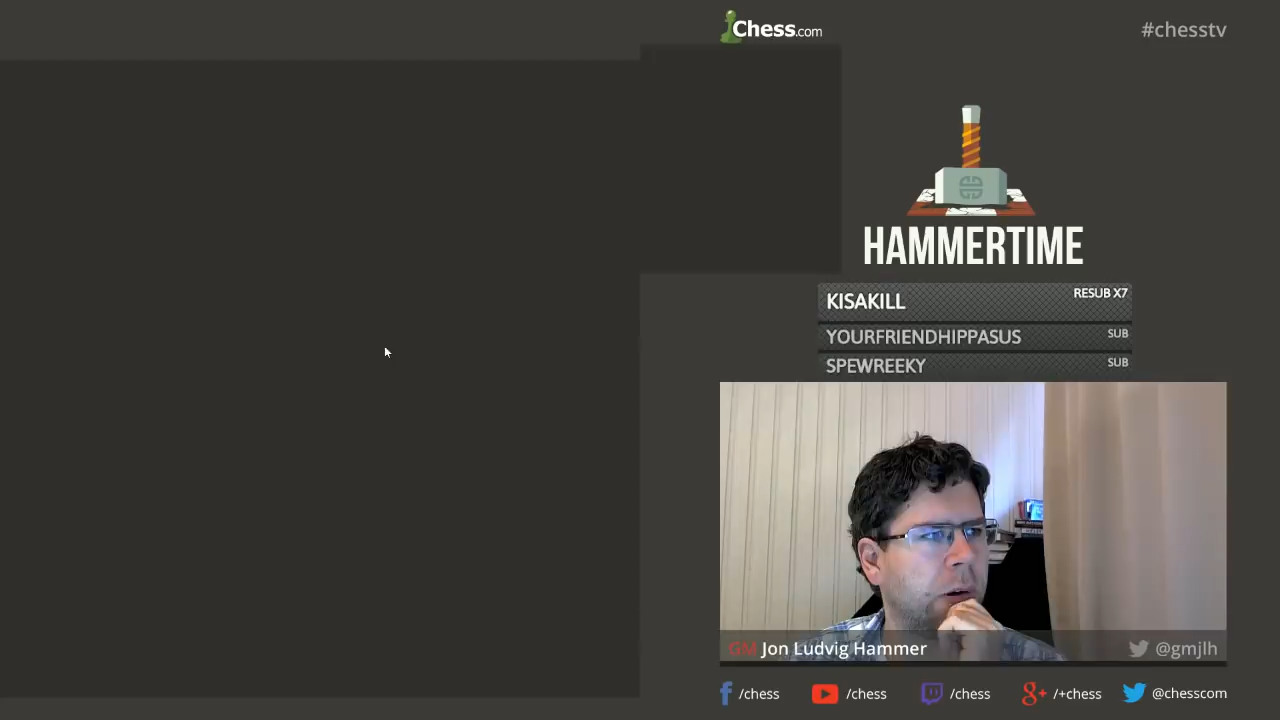 Chess.com
#chesstv
HAMMERTIME
KISAKILL RESUB X7
YOURFRIENDHIPPASUS SUB
SPEWREEKY SUB
GM Jon Ludvig Hammer @gmjlh
/chess /chess /chess /+chess @chesscom